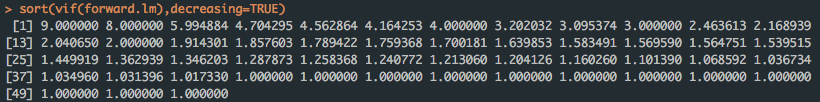 > sort(vif(forward.lm),decreasing=TRUE)
[1] 9.000000 8.000000 5.994884 4.704295 4.562864 4.164253 4.000000 3.202032 3.095374 3.000000 2.463613 2.168939
[13] 2.040650 2.000000 1.914301 1.857603 1.789422 1.759368 1.700181 1.639853 1.583491 1.569590 1.564751 1.539515
[25] 1.449919 1.362939 1.346203 1.287873 1.258368 1.240772 1.213060 1.204126 1.160260 1.101390 1.068592 1.036734
[37] 1.034960 1.031396 1.017330 1.000000 1.000000 1.000000 1.000000 1.000000 1.000000 1.000000 1.000000 1.000000
[49] 1.000000 1.000000 1.000000